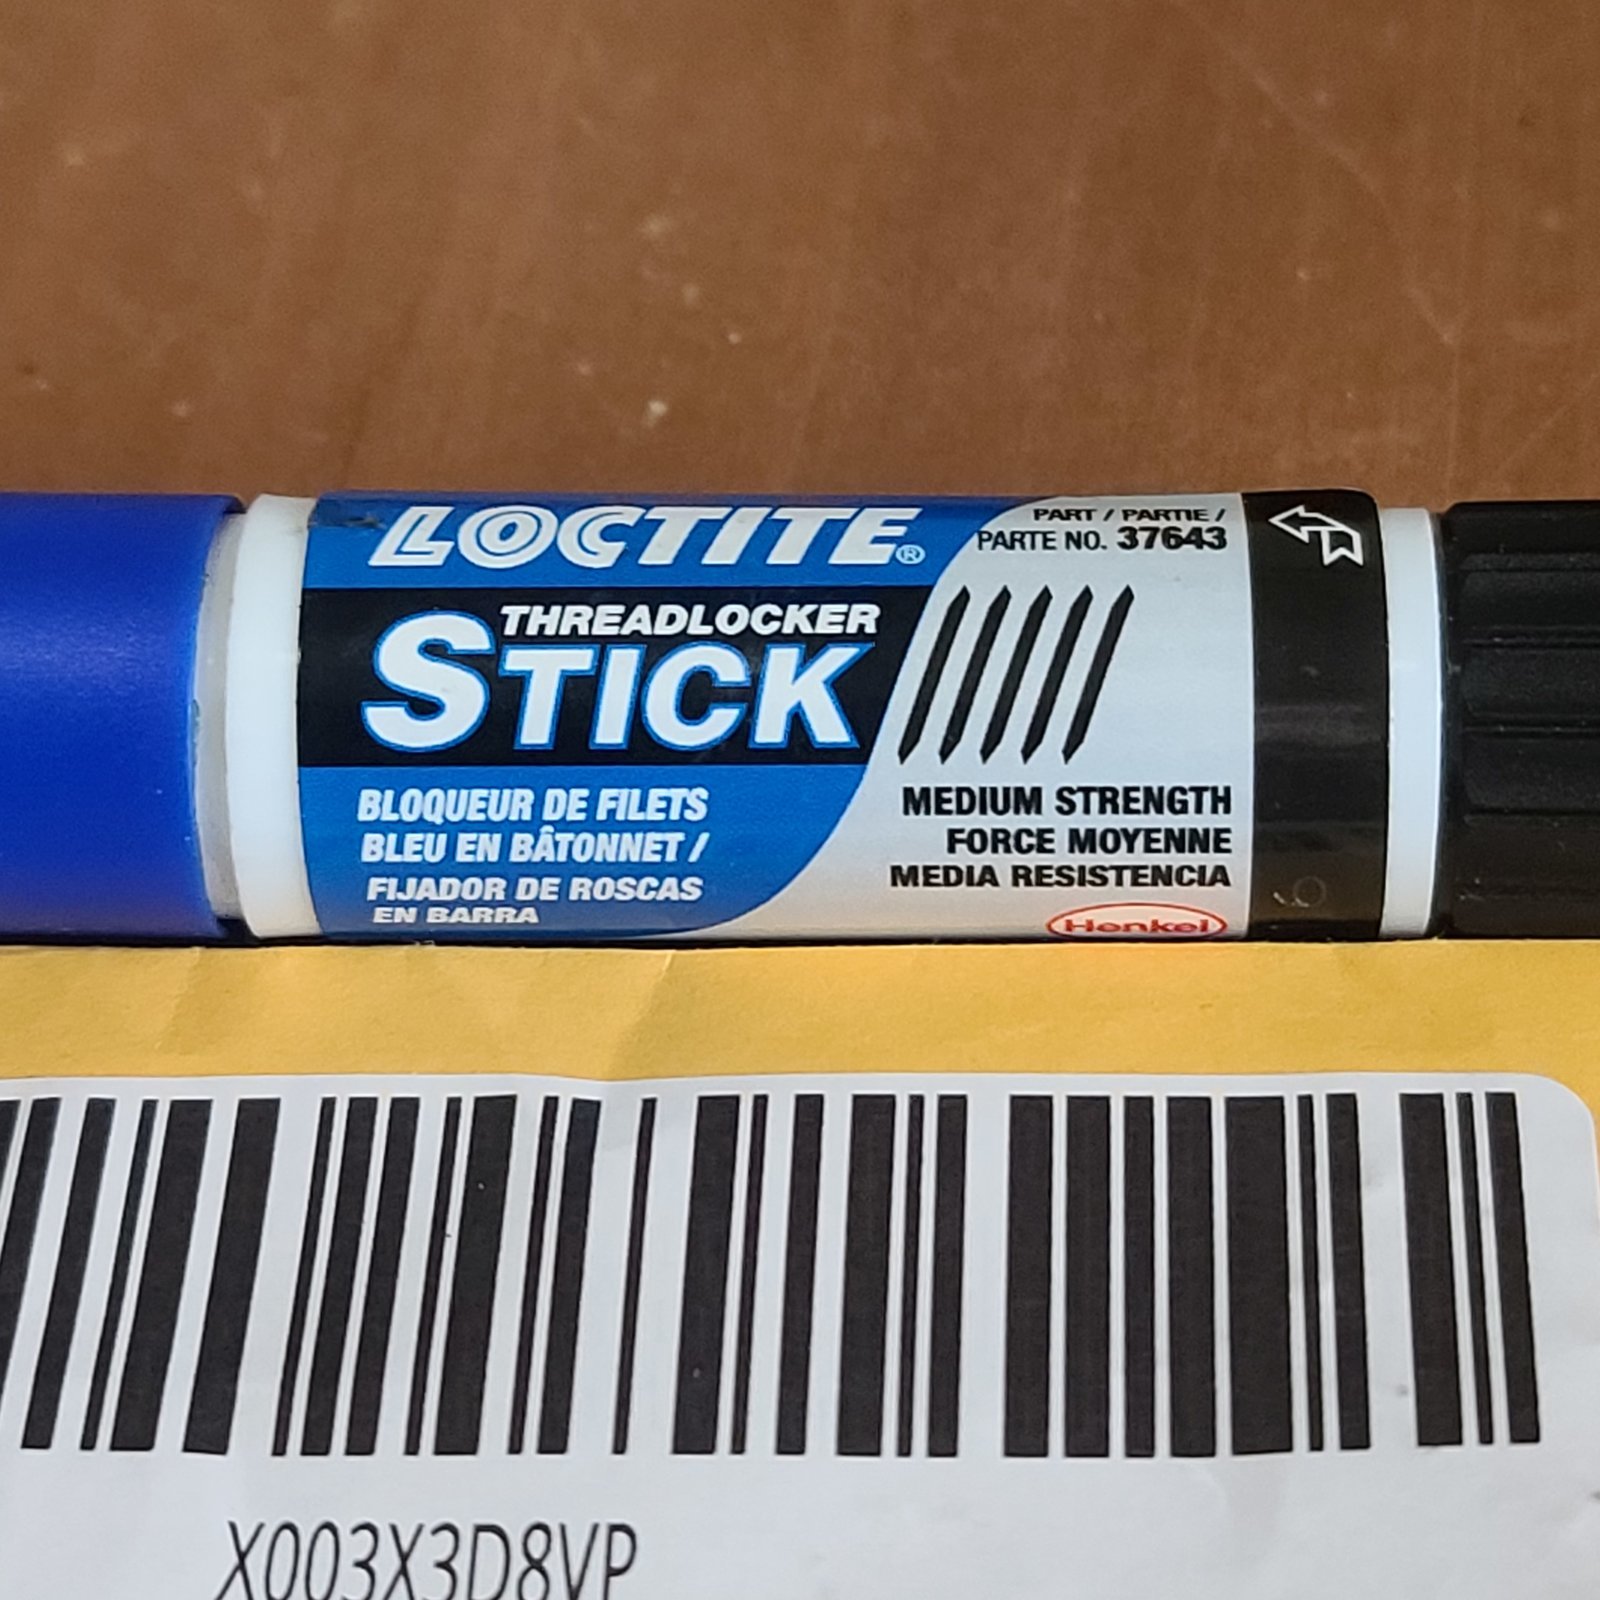 LOCTITE®
THREADLOCKER
STICK
BLOQUEUR DE FILETS
BLEU EN BÂTONNET /
FIJADOR DE ROSCAS
EN BARRA
PART / PARTIE /
PARTE NO. 37643
MEDIUM STRENGTH
FORCE MOYENNE
MEDIA RESISTENCIA
Henkel
X003X3D8VP